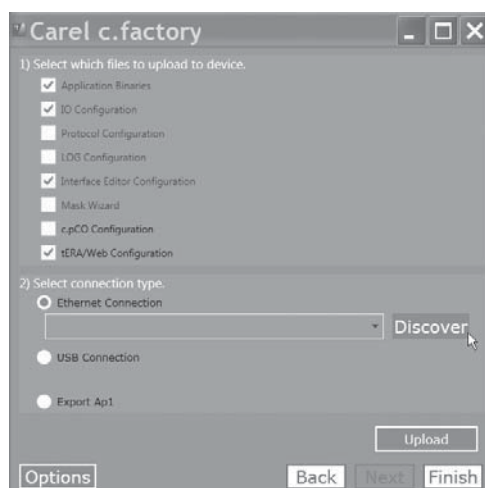 Carel c.factory
1) Select which files to upload to device.
Application Binaries
IO Configuration
Protocol Configuration
LOG Configuration
Interface Editor Configuration
Mask Wizard
c.pCO Configuration
tERA/Web Configuration
2) Select connection type.
Ethernet Connection
Discover
USB Connection
Export Ap1
Upload
Options
Back
Next
Finish